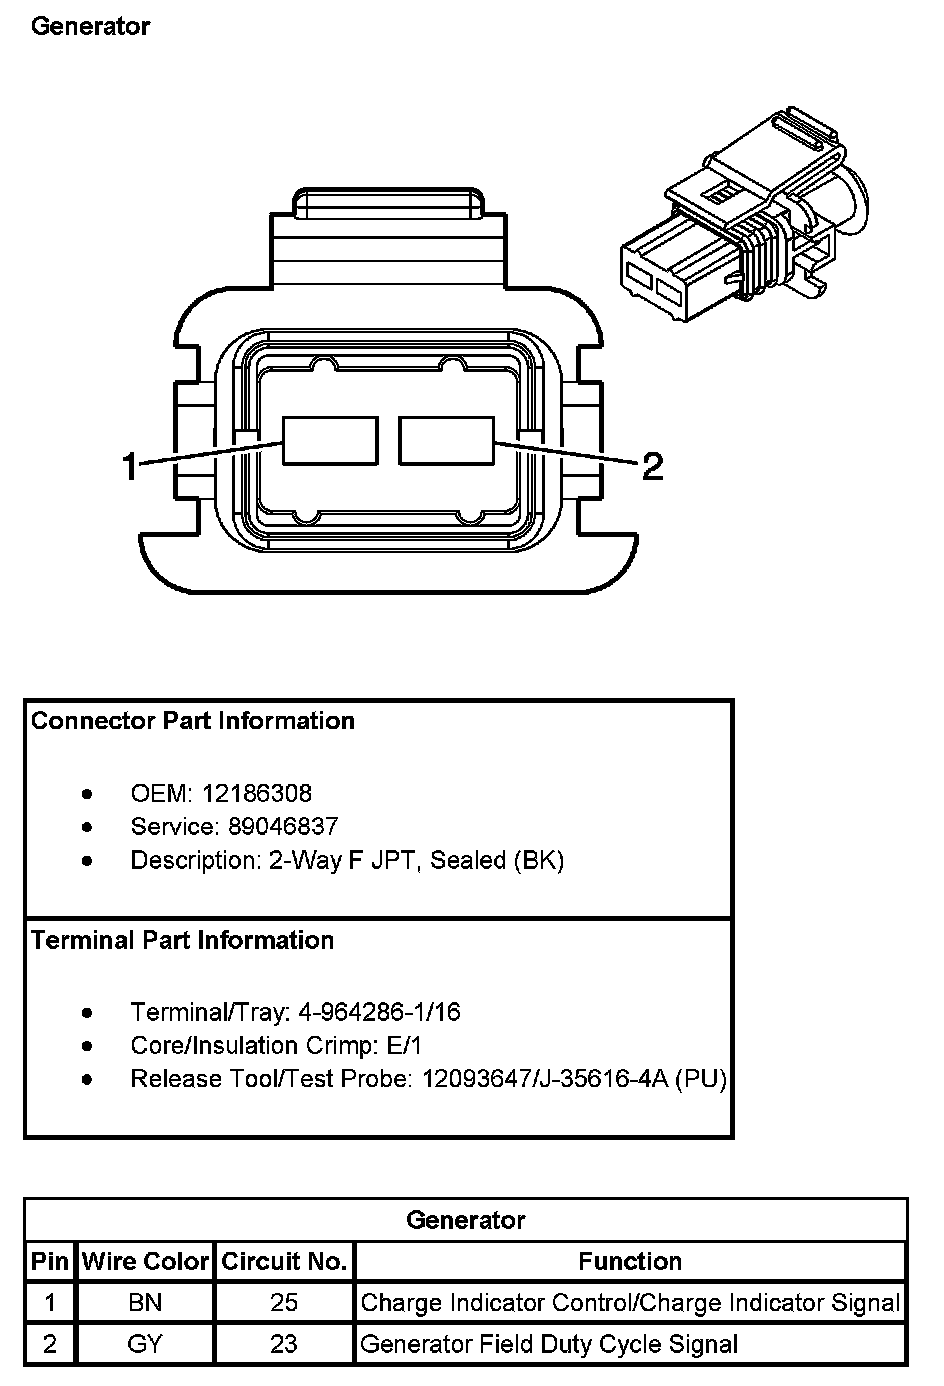 Generator
1
2
Connector Part Information
• OEM: 12186308
• Service: 89046837
• Description: 2-Way F JPT, Sealed (BK)
Terminal Part Information
• Terminal/Tray: 4-964286-1/16
• Core/Insulation Crimp: E/1
• Release Tool/Test Probe: 12093647/J-35616-4A (PU)
Generator
Pin Wire Color Circuit No. Function
1 BN 25 Charge Indicator Control/Charge Indicator Signal
2 GY 23 Generator Field Duty Cycle Signal